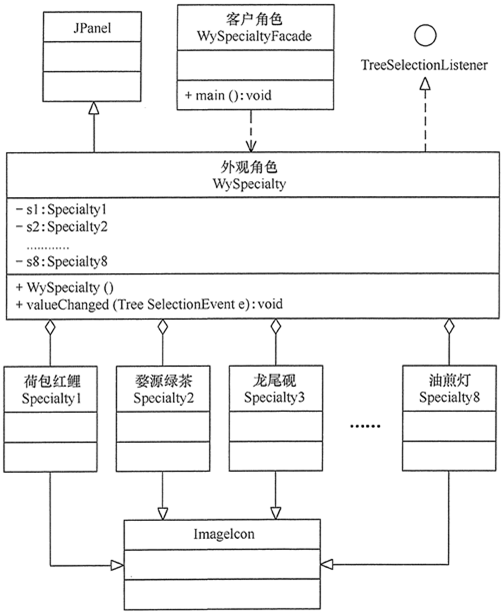 JPanel
客户角色
WySpecialtyFacade
+ main ():void
TreeSelectionListener
外观角色
WySpecialty
- s1:Specialty1
- s2:Specialty2
............
- s8:Specialty8
+ WySpecialty ()
+ valueChanged (Tree SelectionEvent e):void
荷包红鲤
Specialty1
婺源绿茶
Specialty2
龙尾砚
Specialty3
......
油煎灯
Specialty8
ImageIcon